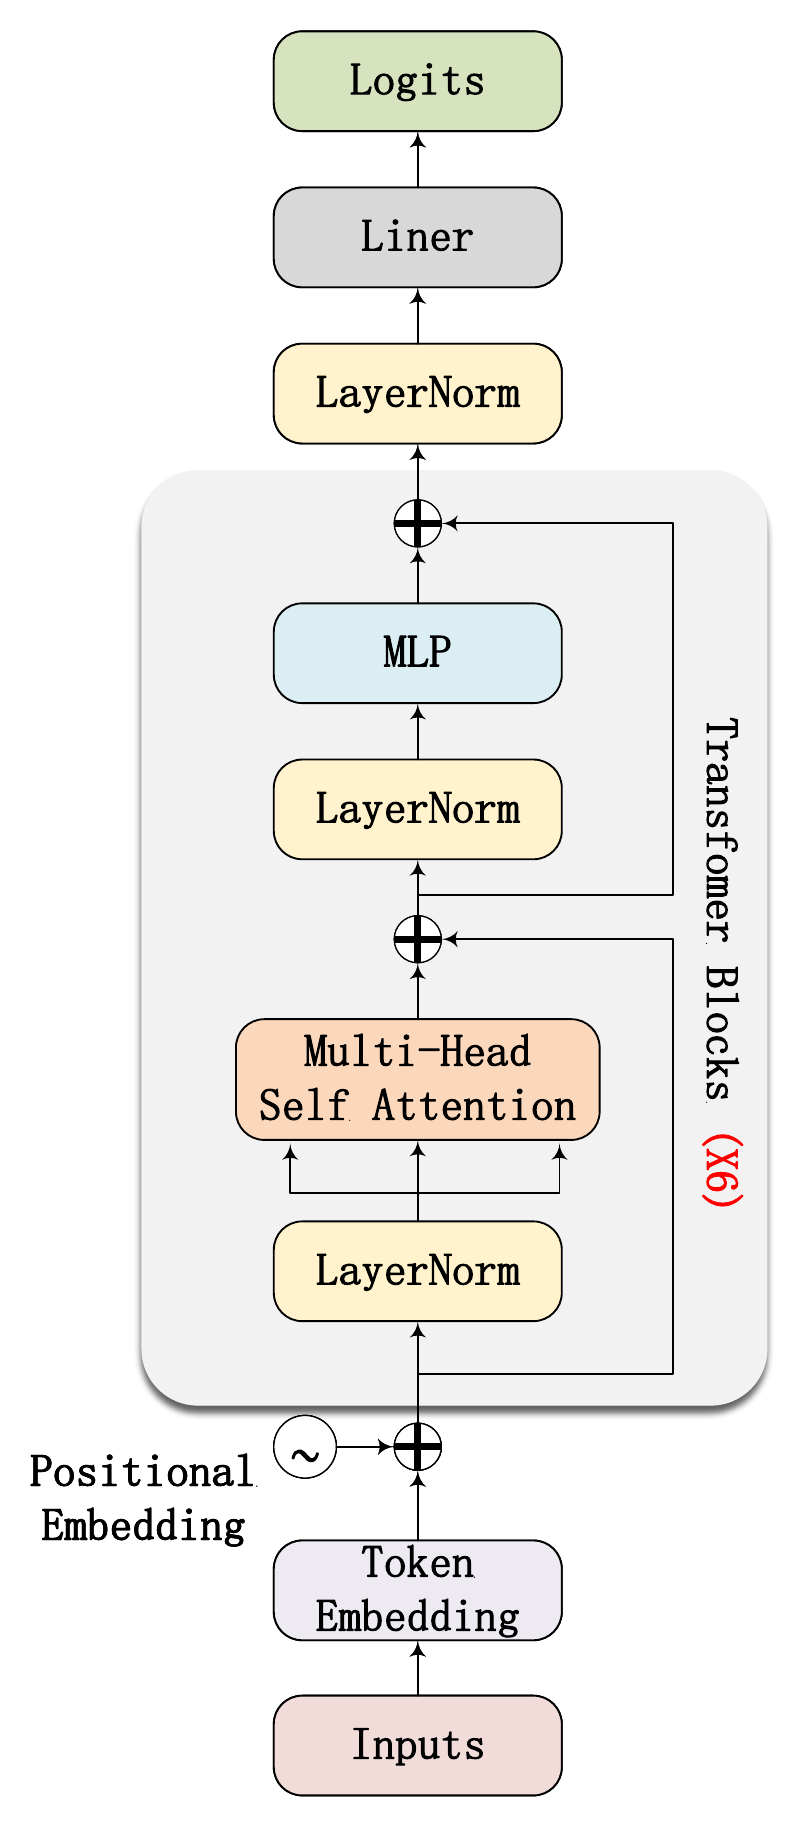 Logits
Liner
LayerNorm
MLP
LayerNorm
Transfomer Blocks (X6)
Multi-Head
Self Attention
LayerNorm
~
Positional
Embedding
Token
Embedding
Inputs